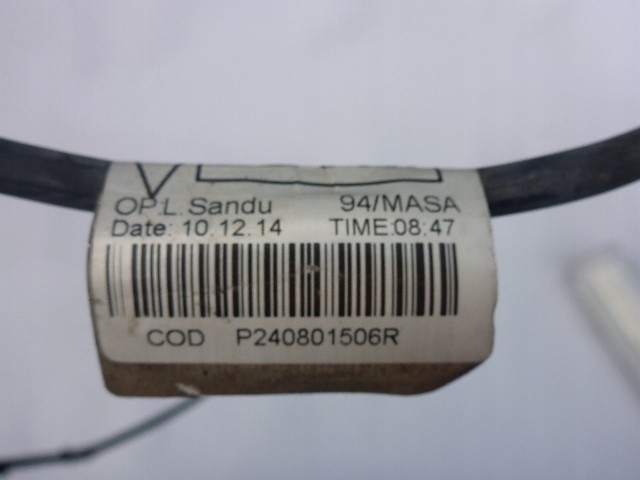 OP:L.Sandu 94/MASA
Date: 10.12.14 TIME:08:47
COD P240801506R